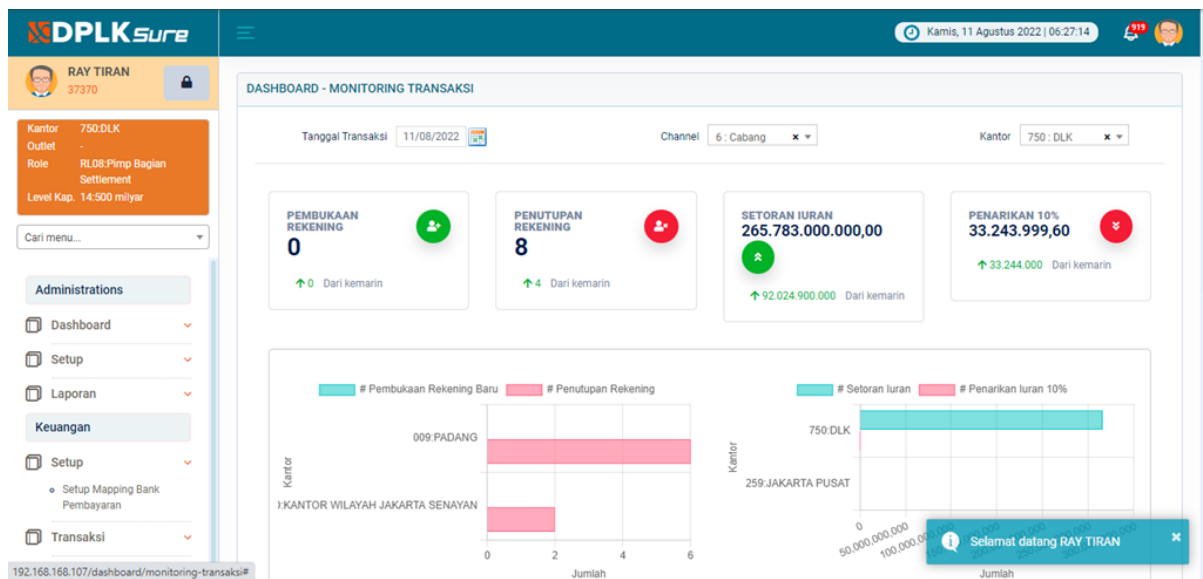 DPLKSure
Kamis, 11 Agustus 2022 | 06:27:14
919
RAY TIRAN
37370
Kantor 750:DLK
Outlet -
Role RL08:Pimp Bagian
Settlement
Level Kap. 14:500 milyar
Cari menu...
Administrations
Dashboard
Setup
Laporan
Keuangan
Setup
Setup Mapping Bank
Pembayaran
Transaksi
192.168.168.107/dashboard/monitoring-transaksi#
DASHBOARD - MONITORING TRANSAKSI
Tanggal Transaksi 11/08/2022 Channel 6 : Cabang × Kantor 750 : DLK ×
PEMBUKAAN
REKENING
0
0 Dari kemarin
PENUTUPAN
REKENING
8
4 Dari kemarin
SETORAN IURAN
265.783.000.000,00
92.024.900.000 Dari kemarin
PENARIKAN 10%
33.243.999,60
33.244.000 Dari kemarin
# Pembukaan Rekening Baru # Penutupan Rekening
Kantor
009:PADANG
:KANTOR WILAYAH JAKARTA SENAYAN
0 2 4 6
Jumlah
# Setoran Iuran # Penarikan Iuran 10%
Kantor
750:DLK
259:JAKARTA PUSAT
0
50.000.000.000
Jumlah
Selamat datang RAY TIRAN ×